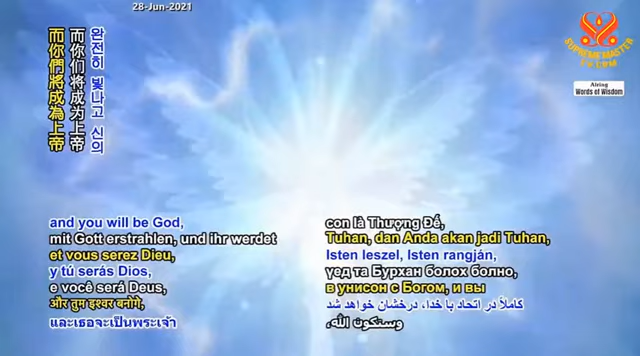 28-Jun-2021
SUPREME MASTER
TV.COM
Airing
Words of Wisdom
완전히 빛나고 신의
而你们将成为上帝
而你們將成為上帝
and you will be God,
mit Gott erstrahlen, und ihr werdet
et vous serez Dieu,
y tú serás Dios,
e você será Deus,
और तुम इश्वर बनोगे,
และเธอจะเป็นพระเจ้า
con là Thượng Đế,
Tuhan, dan Anda akan jadi Tuhan,
Isten leszel, Isten rangján,
үед та Бурхан болох болно,
в унисон с Богом, и вы
کاملاً در اتحاد با خدا، درخشان خواهد شد
وستكون الله،